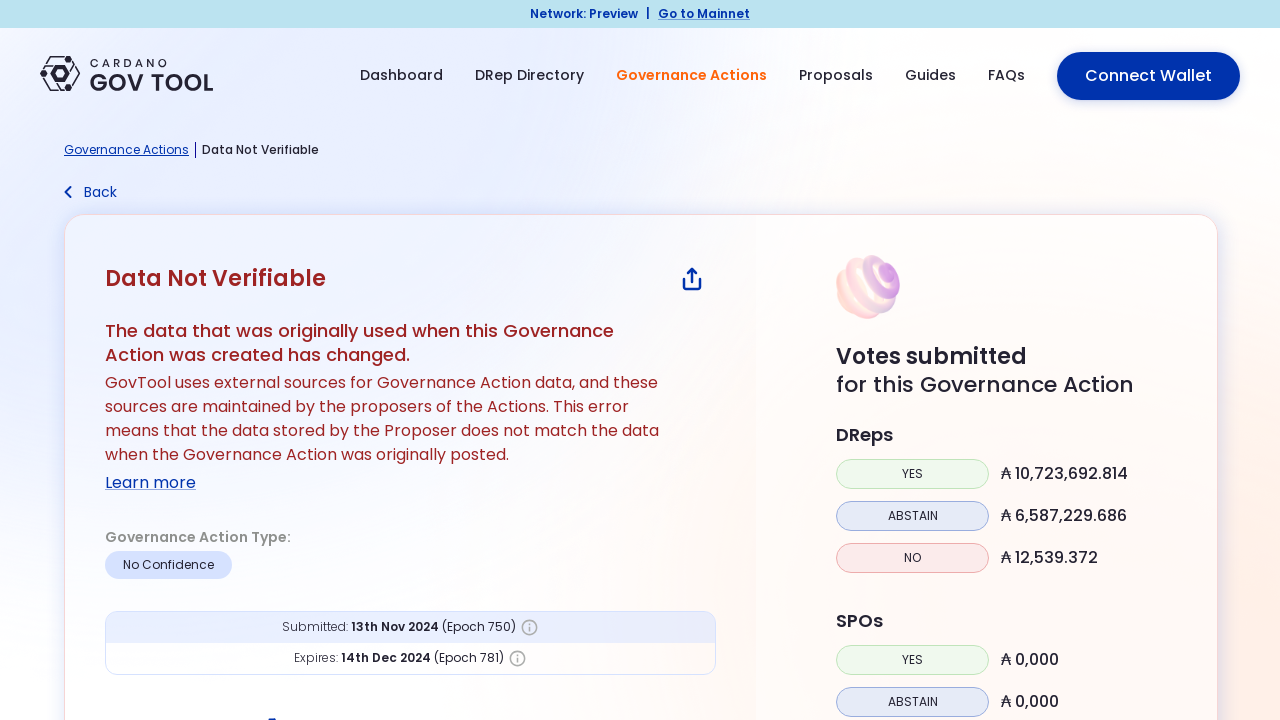 Network: Preview | Go to Mainnet
CARDANO
GOV TOOL
Dashboard DRep Directory Governance Actions Proposals Guides FAQs Connect Wallet
Governance Actions | Data Not Verifiable
Back
Data Not Verifiable
The data that was originally used when this Governance
Action was created has changed.
GovTool uses external sources for Governance Action data, and these
sources are maintained by the proposers of the Actions. This error
means that the data stored by the Proposer does not match the data
when the Governance Action was originally posted.
Learn more
Governance Action Type:
No Confidence
Submitted: 13th Nov 2024 (Epoch 750)
Expires: 14th Dec 2024 (Epoch 781)
Votes submitted
for this Governance Action
DReps
YES ₳ 10,723,692.814
ABSTAIN ₳ 6,587,229.686
NO ₳ 12,539.372
SPOs
YES ₳ 0,000
ABSTAIN ₳ 0,000